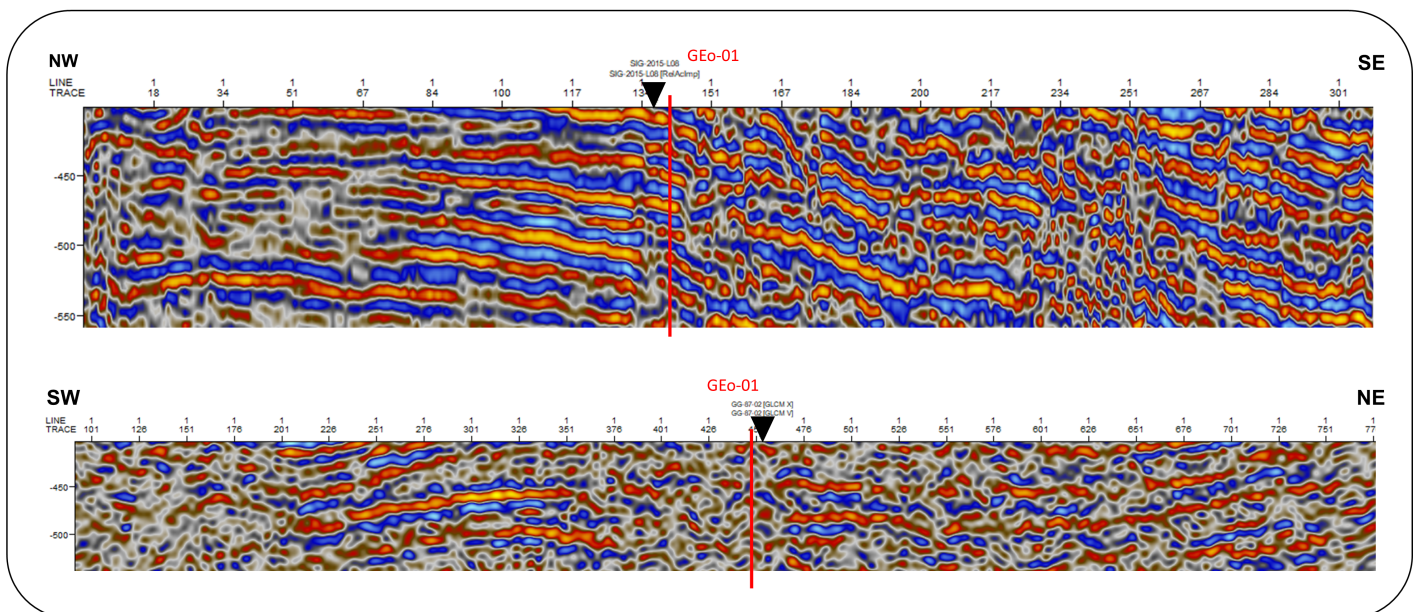 GEo-01
NW
SIG-2015-L08
SE
SIG-2015-L08 [RelAcImp]
LINE 1 1 1 1 1 1 1 1 1 1 1 1 1 1 1 1 1 1
TRACE 18 34 51 67 84 100 117 134 151 167 184 200 217 234 251 267 284 301
-450
-500
-550
GEo-01
SW
NE
GG-87-02 [GLCM X]
GG-87-02 [GLCM V]
LINE 1 1 1 1 1 1 1 1 1 1 1 1 1 1 1 1 1 1 1 1 1 1 1 1 1 1 1
TRACE 101 126 151 176 201 226 251 276 301 326 351 376 401 426 476 501 526 551 576 601 626 651 676 701 726 751 77
-450
-500